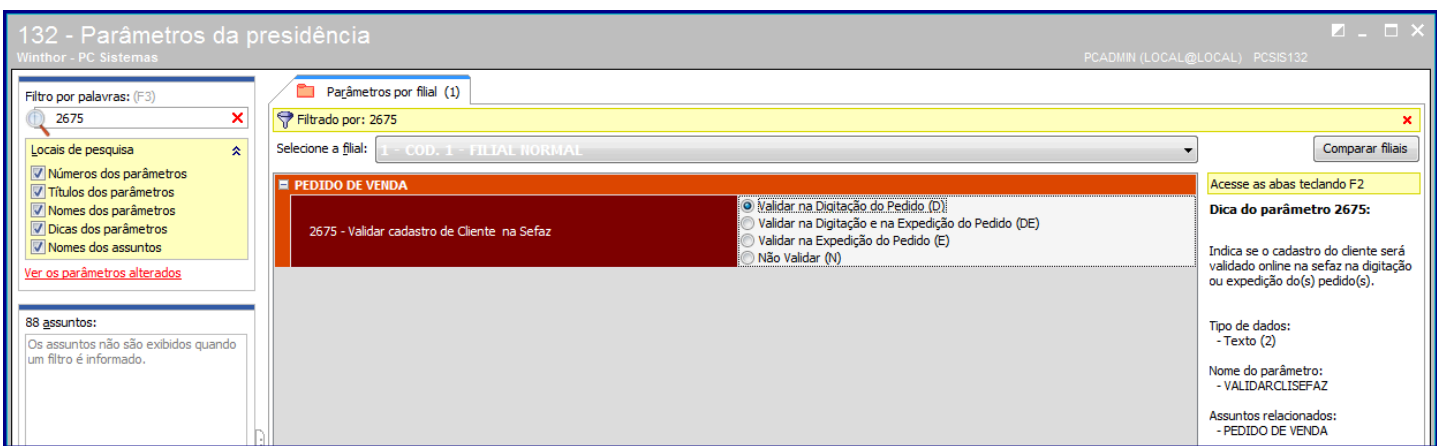 132 - Parâmetros da presidência
Winthor - PC Sistemas
PCADMIN (LOCAL@LOCAL) PCSIS132
Filtro por palavras: (F3)
2675
Locais de pesquisa
Números dos parâmetros
Títulos dos parâmetros
Nomes dos parâmetros
Dicas dos parâmetros
Nomes dos assuntos
Ver os parâmetros alterados
88 assuntos:
Os assuntos não são exibidos quando
um filtro é informado.
Parâmetros por filial (1)
Filtrado por: 2675
Selecione a filial:
1 - COD. 1 - FILIAL NORMAL
Comparar filiais
PEDIDO DE VENDA
2675 - Validar cadastro de Cliente na Sefaz
Validar na Digitação do Pedido (D)
Validar na Digitação e na Expedição do Pedido (DE)
Validar na Expedição do Pedido (E)
Não Validar (N)
Acesse as abas teclando F2
Dica do parâmetro 2675:
Indica se o cadastro do cliente será
validado online na sefaz na digitação
ou expedição do(s) pedido(s).
Tipo de dados:
- Texto (2)
Nome do parâmetro:
- VALIDARCLISEFAZ
Assuntos relacionados:
- PEDIDO DE VENDA